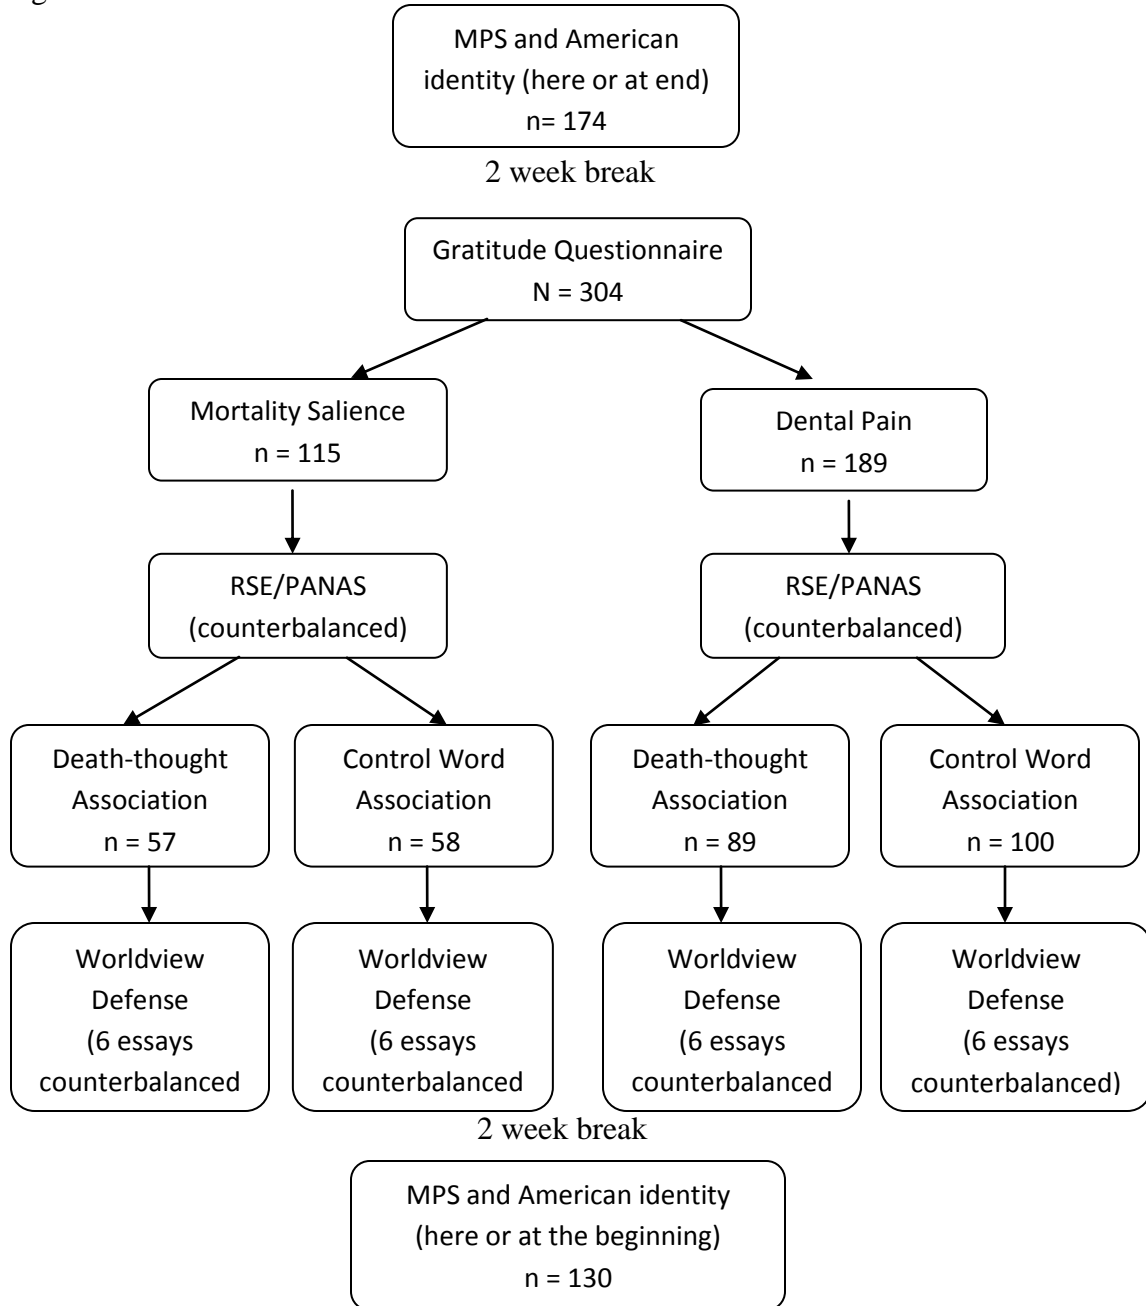 MPS and American
identity (here or at end)
n= 174
2 week break
Gratitude Questionnaire
N = 304
Mortality Salience
n = 115
Dental Pain
n = 189
RSE/PANAS
(counterbalanced)
RSE/PANAS
(counterbalanced)
Death-thought
Association
n = 57
Control Word
Association
n = 58
Death-thought
Association
n = 89
Control Word
Association
n = 100
Worldview
Defense
(6 essays
counterbalanced
Worldview
Defense
(6 essays
counterbalanced
Worldview
Defense
(6 essays
counterbalanced
Worldview
Defense
(6 essays
counterbalanced)
2 week break
MPS and American identity
(here or at the beginning)
n = 130